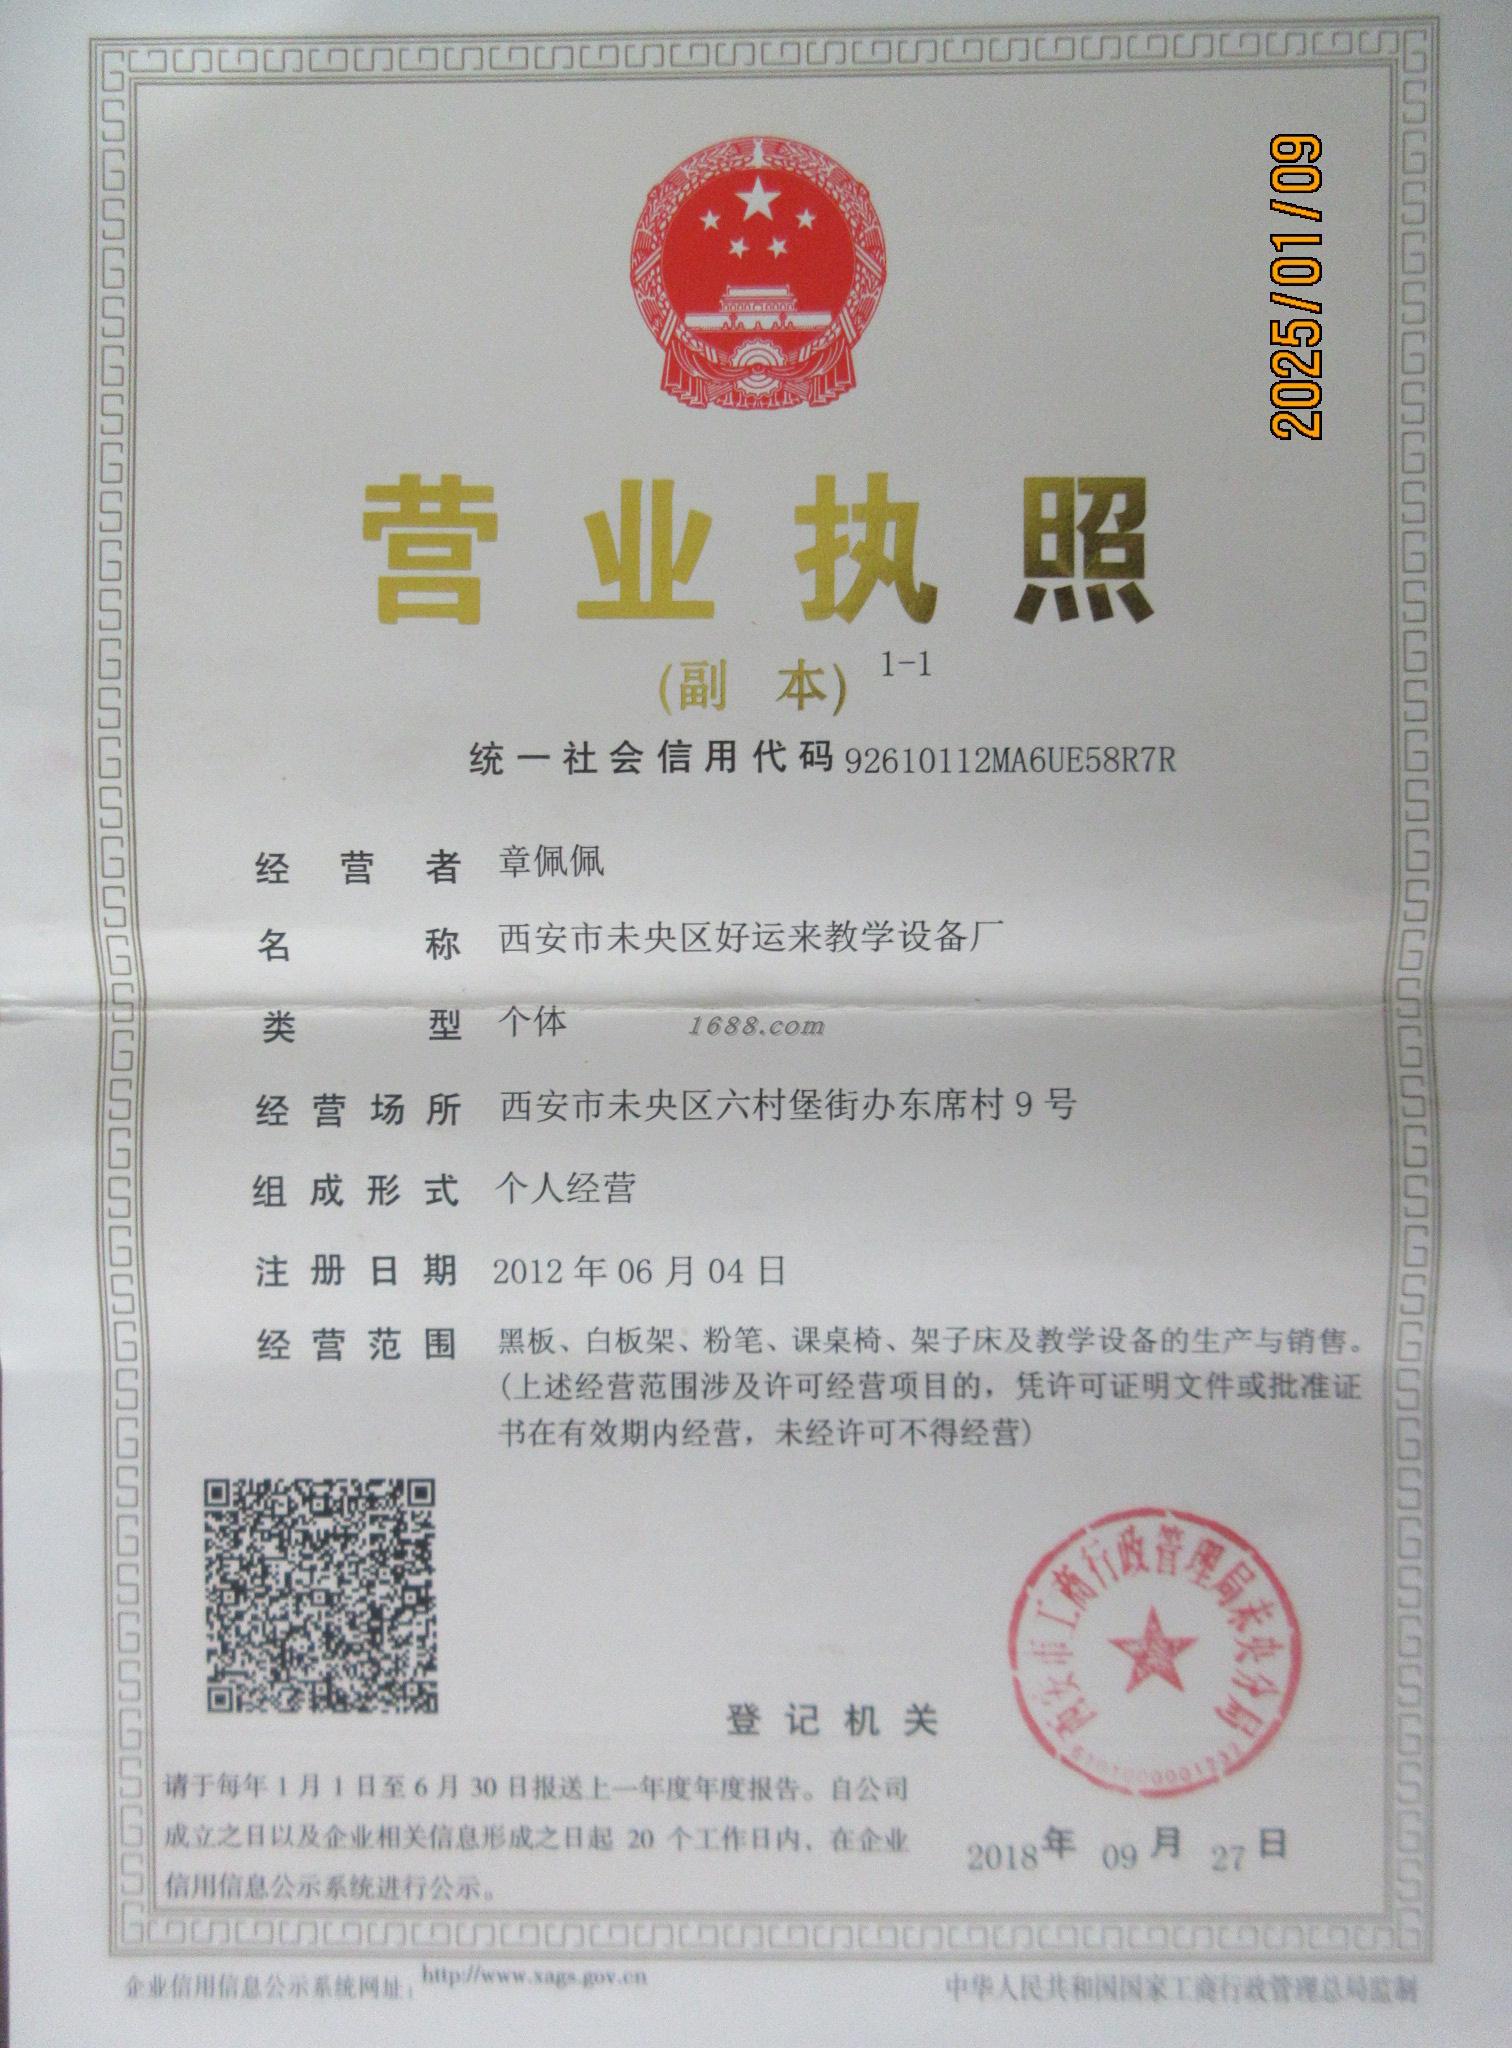 2025/01/09
营业执照
(副 本) 1-1
统一社会信用代码 92610112MA6UE58R7R
经营者 章佩佩
名称 西安市未央区好运来教学设备厂
类型 个体
1688.com
经营场所 西安市未央区六村堡街办东席村9号
组成形式 个人经营
注册日期 2012年06月04日
经营范围 黑板、白板架、粉笔、课桌椅、架子床及教学设备的生产与销售。
(上述经营范围涉及许可经营项目的，凭许可证明文件或批准证
书在有效期内经营，未经许可不得经营)
西安市工商行政管理局未央分局
登记机关
请于每年1月1日至6月30日报送上一年度年度报告。自公司
成立之日以及企业相关信息形成之日起 20 个工作日内，在企业
信用信息公示系统进行公示。
2018年 09月 27日
企业信用信息公示系统网址：http://www.xags.gov.cn
中华人民共和国国家工商行政管理总局监制